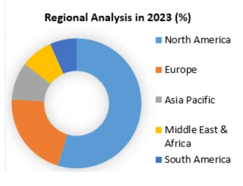 Regional Analysis in 2023 (%)
North America
Europe
Asia Pacific
Middle East &
Africa
South America